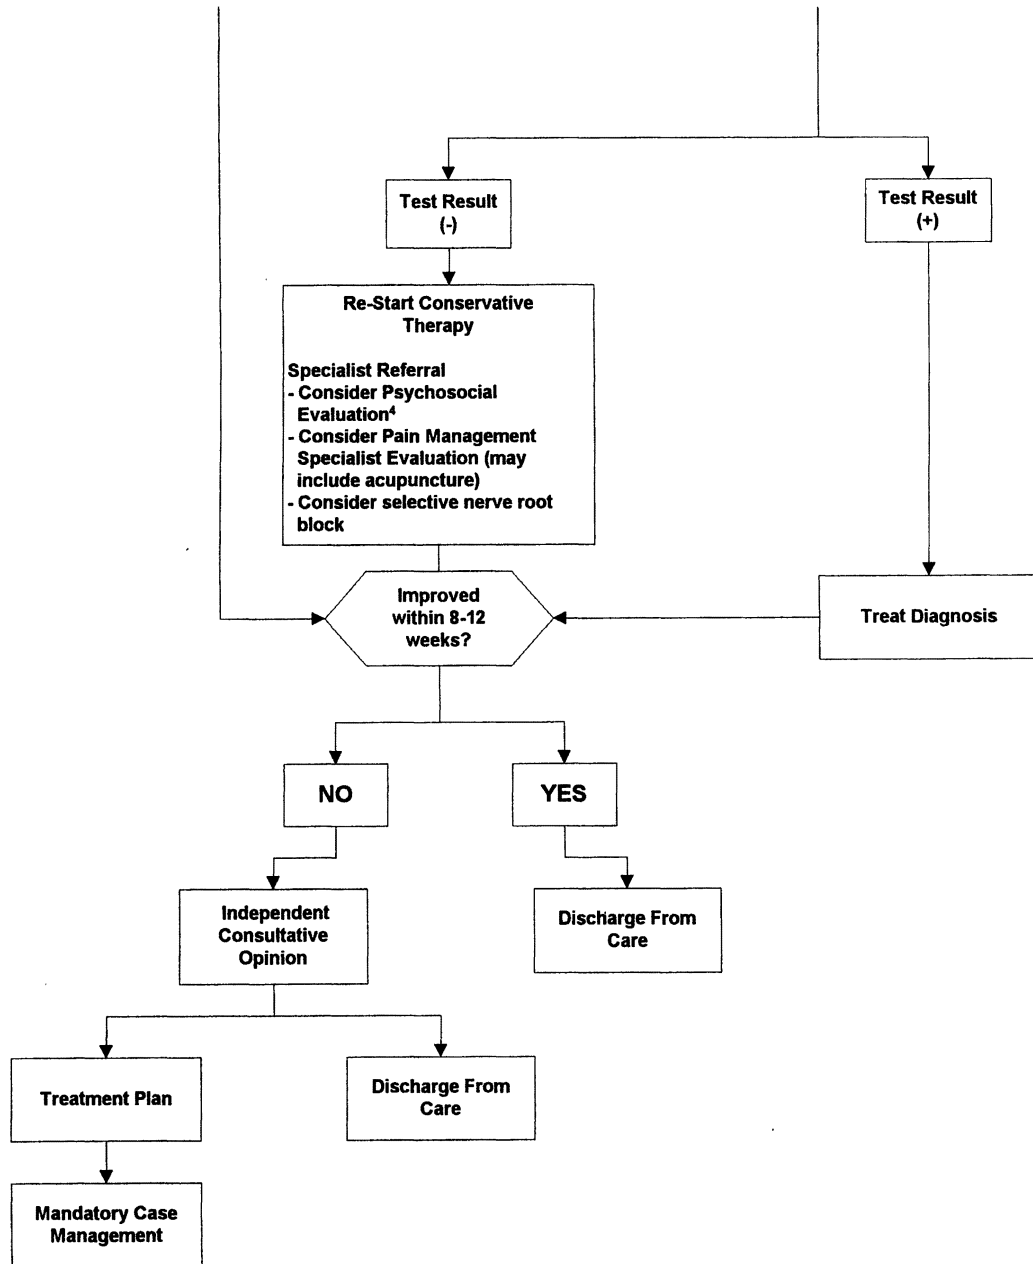 Test Result
(-)
Test Result
(+)
Re-Start Conservative
Therapy
Specialist Referral
- Consider Psychosocial
Evaluation⁴
- Consider Pain Management
Specialist Evaluation (may
include acupuncture)
- Consider selective nerve root
block
Improved
within 8-12
weeks?
Treat Diagnosis
NO
YES
Independent
Consultative
Opinion
Discharge From
Care
Treatment Plan
Discharge From
Care
Mandatory Case
Management